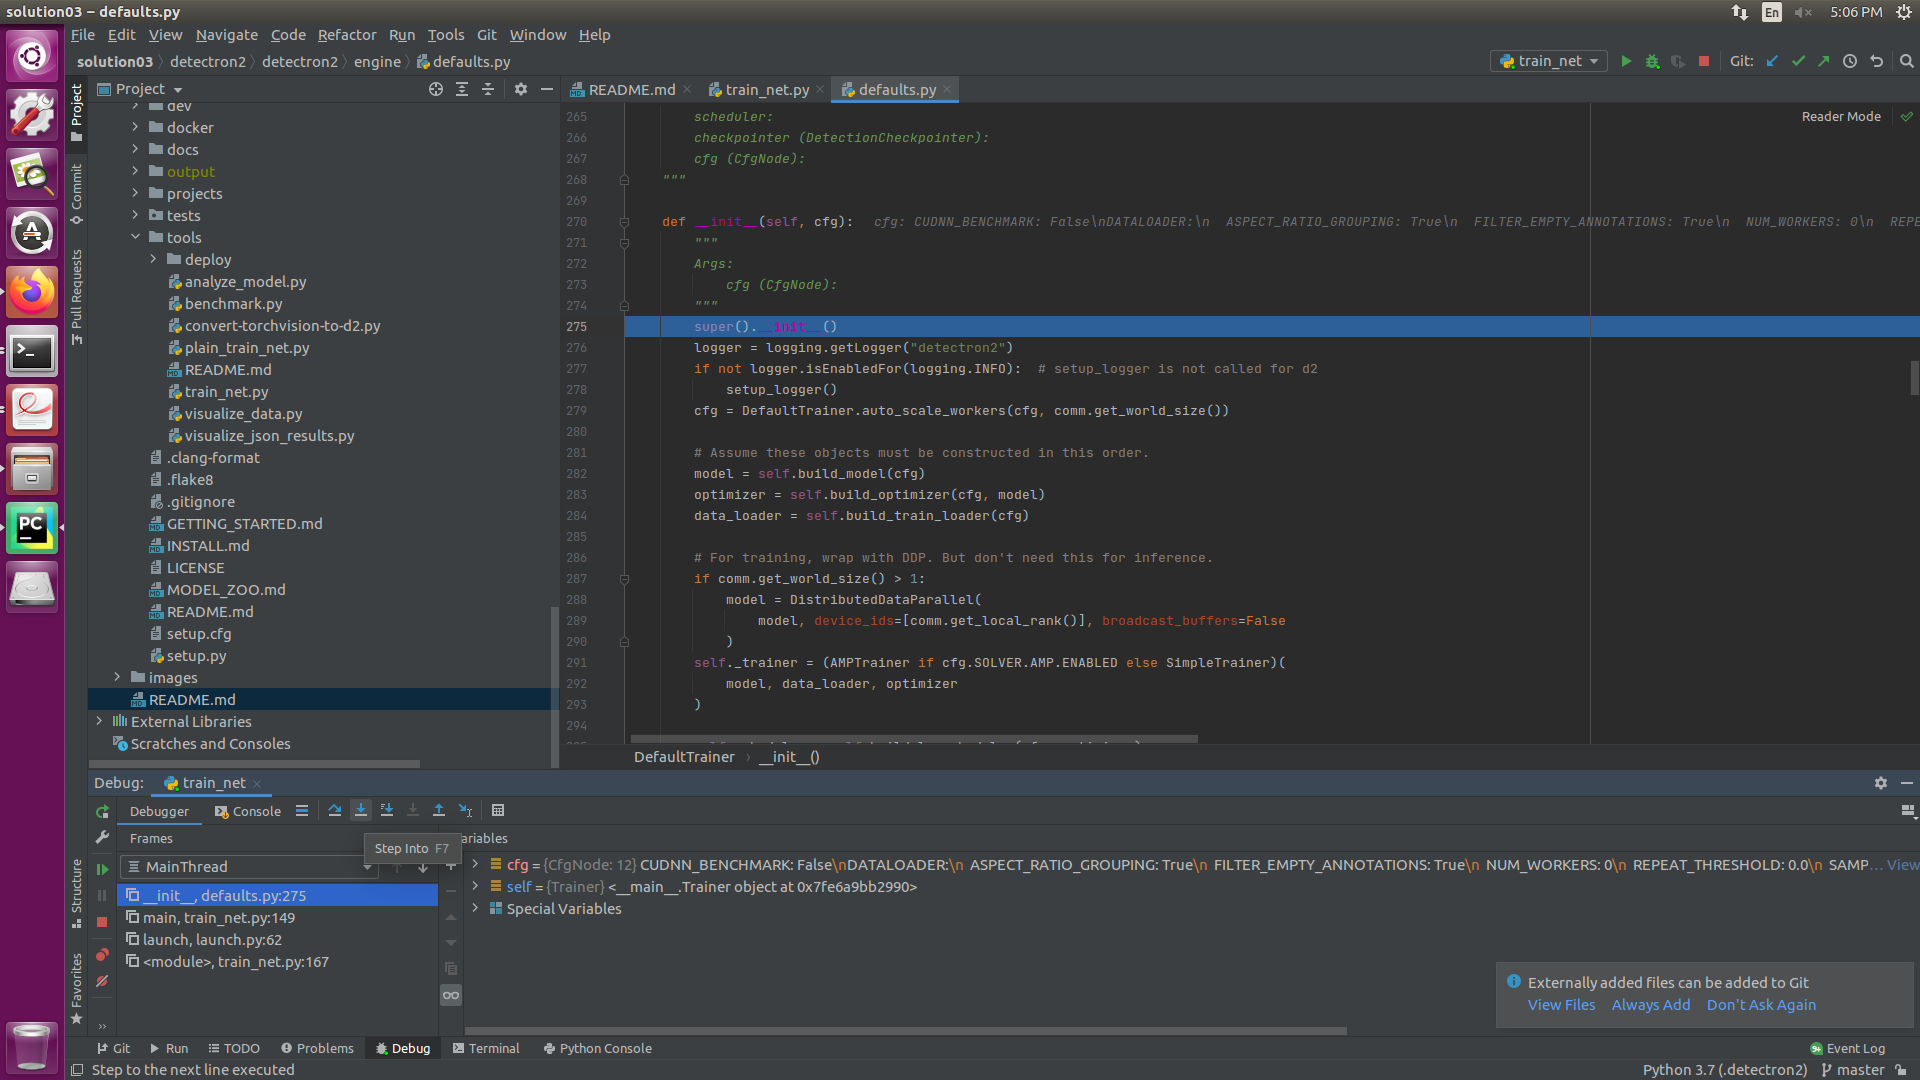 solution03 – defaults.py
En
5:06 PM
File Edit View Navigate Code Refactor Run Tools Git Window Help
solution03 detectron2 detectron2 engine defaults.py
train_net
Git:
Project
README.md
train_net.py
defaults.py
Project
Commit
Pull Requests
Structure
Favorites
dev
docker
docs
output
projects
tests
tools
deploy
analyze_model.py
benchmark.py
convert-torchvision-to-d2.py
plain_train_net.py
README.md
train_net.py
visualize_data.py
visualize_json_results.py
.clang-format
.flake8
.gitignore
GETTING_STARTED.md
INSTALL.md
LICENSE
MODEL_ZOO.md
README.md
setup.cfg
setup.py
images
README.md
External Libraries
Scratches and Consoles
Reader Mode
265 scheduler:
266 checkpointer (DetectionCheckpointer):
267 cfg (CfgNode):
268 """
269
270 def __init__(self, cfg): cfg: CUDNN_BENCHMARK: False\nDATALOADER:\n ASPECT_RATIO_GROUPING: True\n FILTER_EMPTY_ANNOTATIONS: True\n NUM_WORKERS: 0\n REPE
271 """
272 Args:
273 cfg (CfgNode):
274 """
275 super().__init__()
276 logger = logging.getLogger("detectron2")
277 if not logger.isEnabledFor(logging.INFO):  # setup_logger is not called for d2
278 setup_logger()
279 cfg = DefaultTrainer.auto_scale_workers(cfg, comm.get_world_size())
280
281 # Assume these objects must be constructed in this order.
282 model = self.build_model(cfg)
283 optimizer = self.build_optimizer(cfg, model)
284 data_loader = self.build_train_loader(cfg)
285
286 # For training, wrap with DDP. But don't need this for inference.
287 if comm.get_world_size() > 1:
288 model = DistributedDataParallel(
289 model, device_ids=[comm.get_local_rank()], broadcast_buffers=False
290 )
291 self._trainer = (AMPTrainer if cfg.SOLVER.AMP.ENABLED else SimpleTrainer)(
292 model, data_loader, optimizer
293 )
294
DefaultTrainer __init__()
Debug: train_net
Debugger
Console
Frames
ariables
Step Into F7
MainThread
__init__, defaults.py:275
main, train_net.py:149
launch, launch.py:62
<module>, train_net.py:167
cfg = {CfgNode: 12} CUDNN_BENCHMARK: False\nDATALOADER:\n ASPECT_RATIO_GROUPING: True\n FILTER_EMPTY_ANNOTATIONS: True\n NUM_WORKERS: 0\n REPEAT_THRESHOLD: 0.0\n SAMP... View
self = {Trainer} <__main__.Trainer object at 0x7fe6a9bb2990>
Special Variables
Externally added files can be added to Git
View Files Always Add Don't Ask Again
Git Run TODO Problems Debug Terminal Python Console
9+ Event Log
Step to the next line executed
Python 3.7 (.detectron2) master
PC